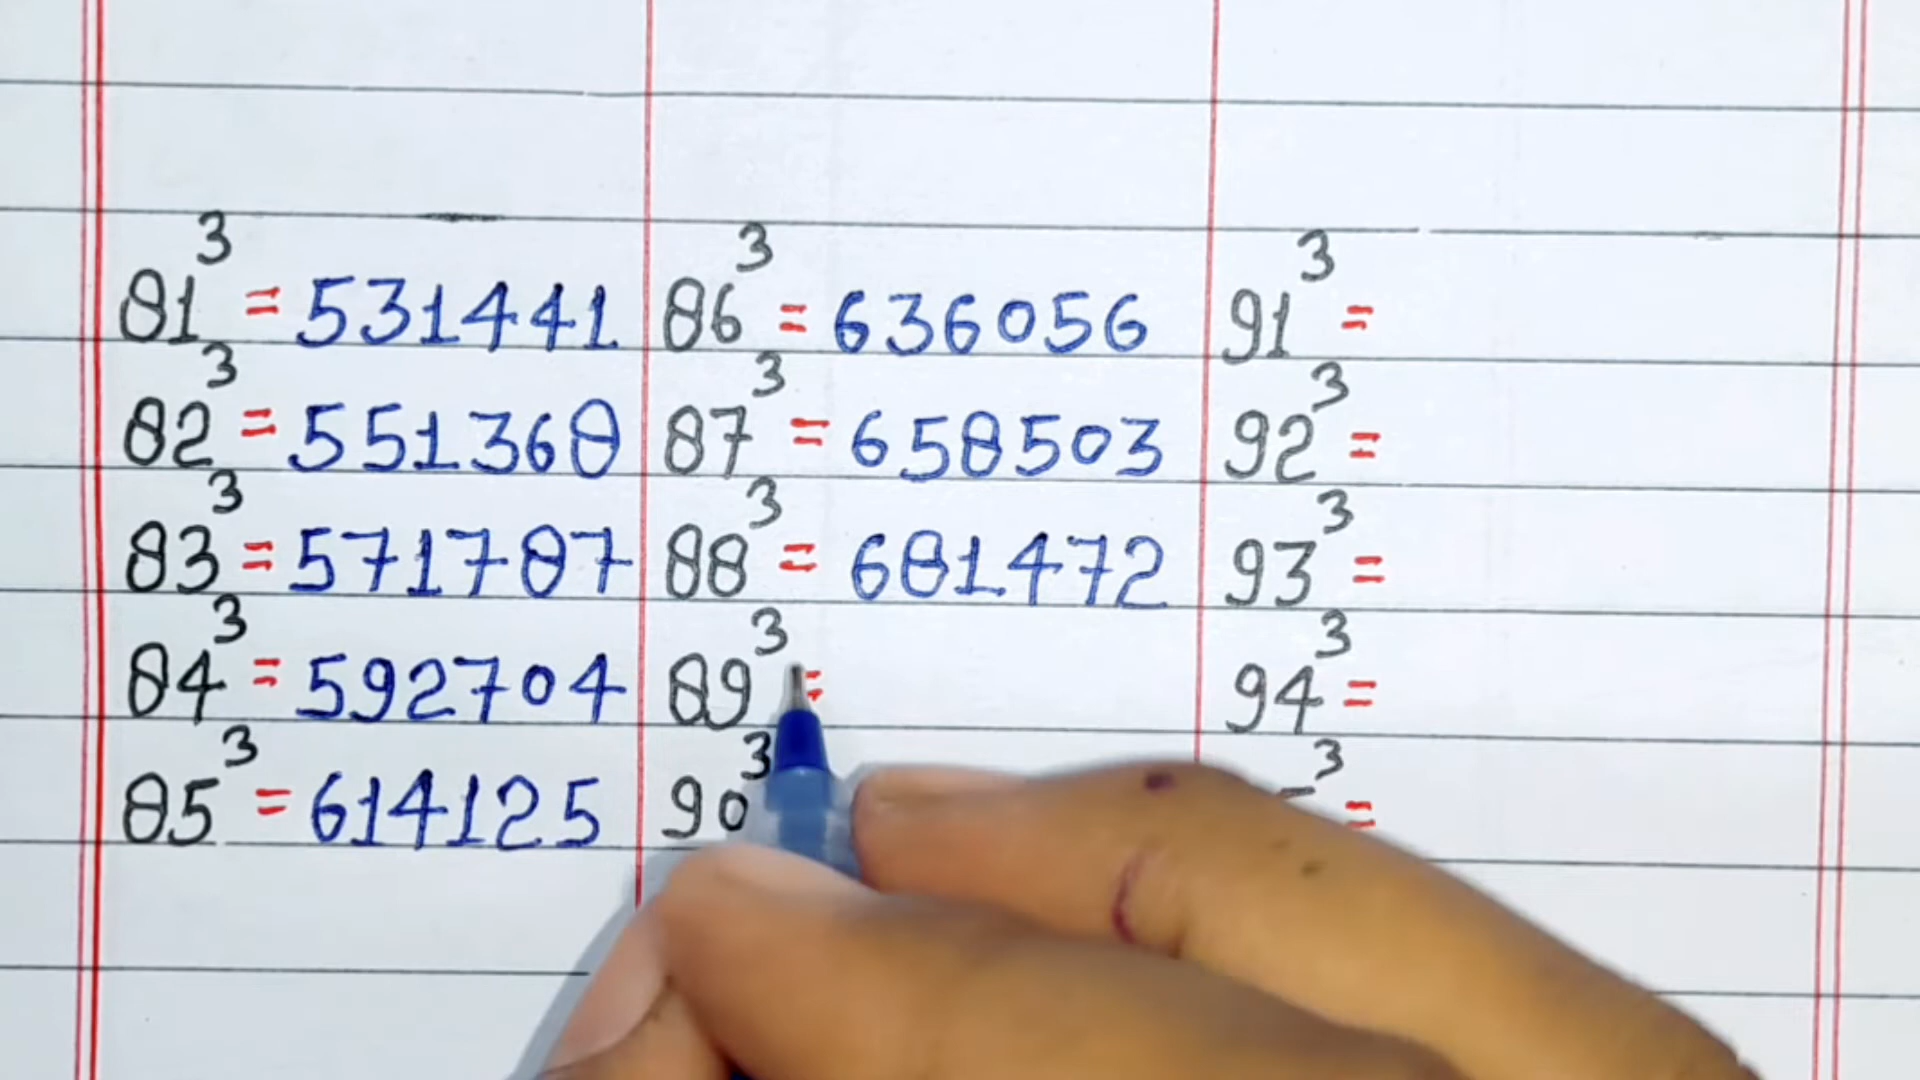 81³ = 531441
82³ = 551368
83³ = 571787
84³ = 592704
85³ = 614125
86³ = 636056
87³ = 658503
88³ = 681472
89³ =
90³
91³ =
92³ =
93³ =
94³ =
³ =